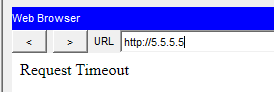 Web Browser
< > URL http://5.5.5.5
Request Timeout